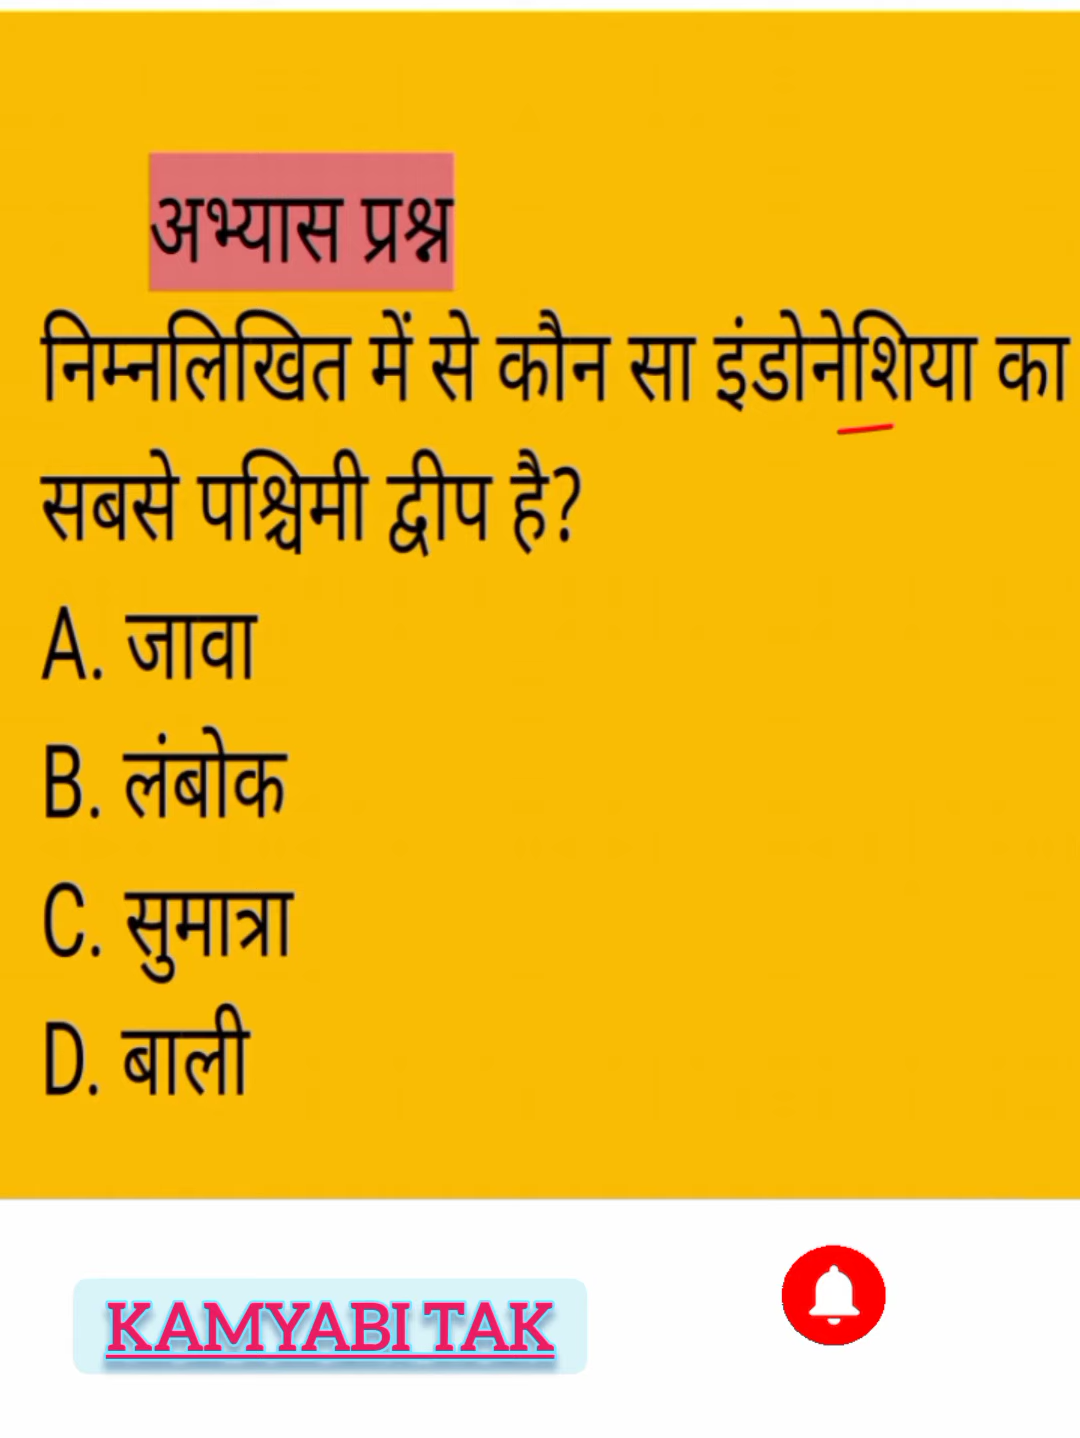 अभ्यास प्रश्न
निम्नलिखित में से कौन सा इंडोनेशिया का
सबसे पश्चिमी द्वीप है?
A. जावा
B. लंबोक
C. सुमात्रा
D. बाली
KAMYABI TAK